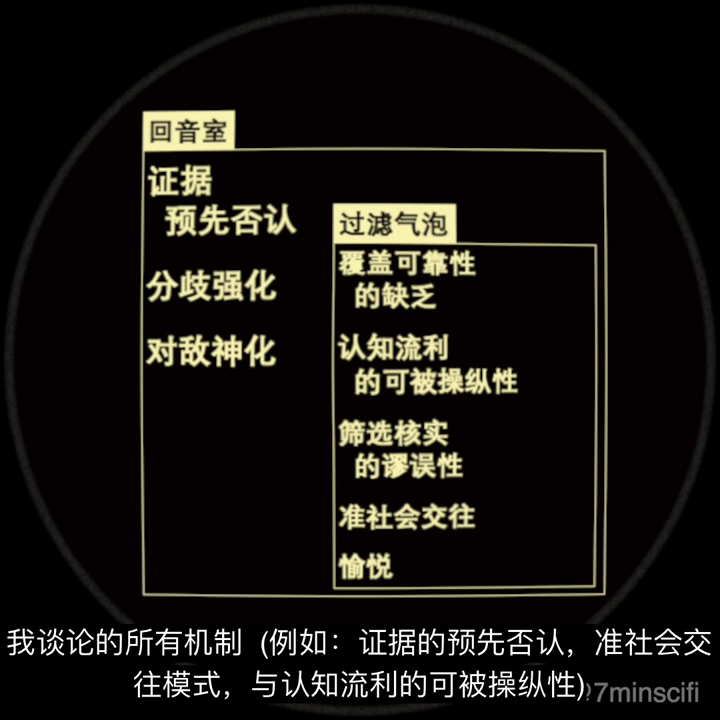 回音室
证据
预先否认
分歧强化
对敌神化
过滤气泡
覆盖可靠性
的缺乏
认知流利
的可被操纵性
筛选核实
的谬误性
准社会交往
愉悦
我谈论的所有机制 (例如：证据的预先否认，准社会交
往模式，与认知流利的可被操纵性)
?7minscifi